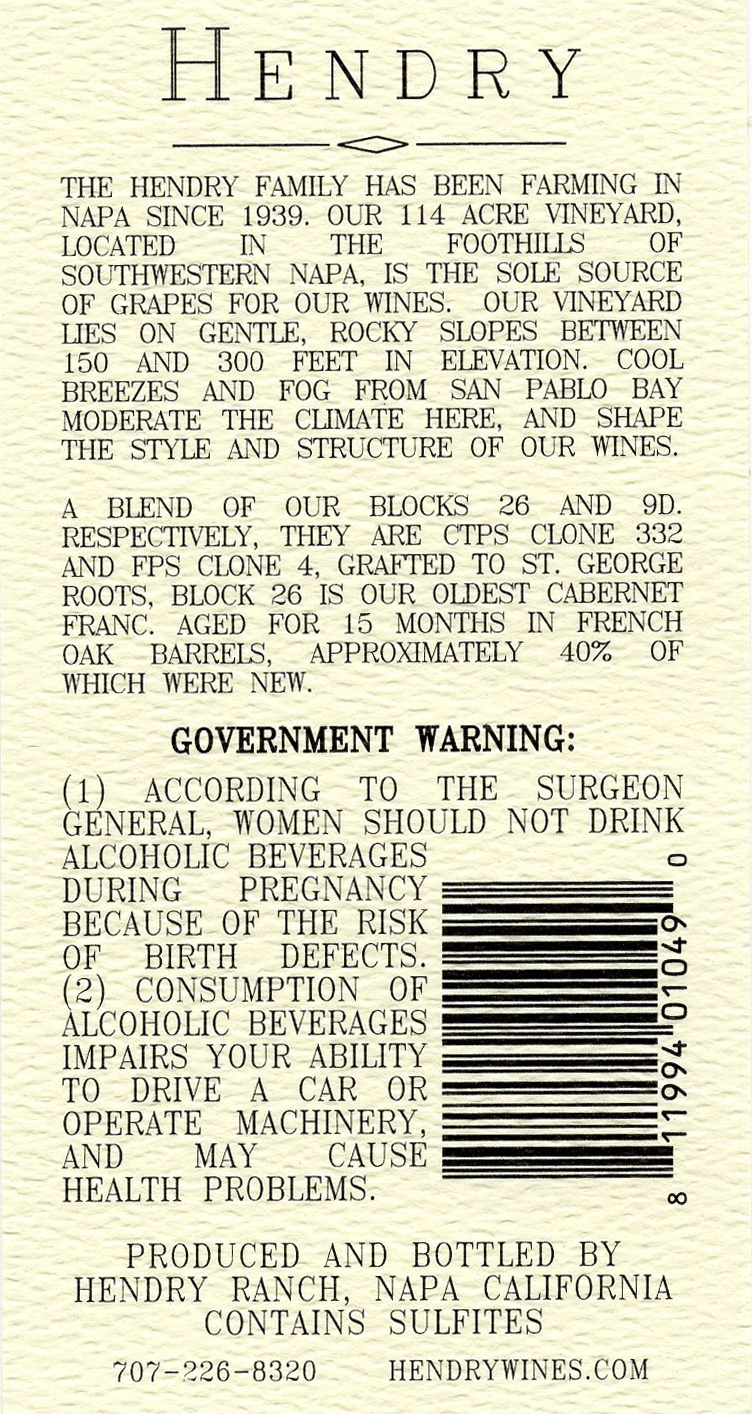 HENDRY
THE HENDRY FAMILY HAS BEEN FARMING IN
NAPA SINCE 1939. OUR 114 ACRE VINEYARD,
LOCATED IN THE FOOTHILLS OF
SOUTHWESTERN NAPA, IS THE SOLE SOURCE
OF GRAPES FOR OUR WINES. OUR VINEYARD
LIES ON GENTLE, ROCKY SLOPES BETWEEN
150 AND 300 FEET IN ELEVATION. COOL
BREEZES AND FOG FROM SAN PABLO BAY
MODERATE THE CLIMATE HERE, AND SHAPE
THE STYLE AND STRUCTURE OF OUR WINES.
A BLEND OF OUR BLOCKS 26 AND 9D.
RESPECTIVELY, THEY ARE CTPS CLONE 332
AND FPS CLONE 4, GRAFTED TO ST. GEORGE
ROOTS, BLOCK 26 IS OUR OLDEST CABERNET
FRANC. AGED FOR 15 MONTHS IN FRENCH
OAK BARRELS, APPROXIMATELY 40% OF
WHICH WERE NEW.
GOVERNMENT WARNING:
(1) ACCORDING TO THE SURGEON
GENERAL, WOMEN SHOULD NOT DRINK
ALCOHOLIC BEVERAGES
DURING PREGNANCY
BECAUSE OF THE RISK
OF BIRTH DEFECTS.
(2) CONSUMPTION OF
ALCOHOLIC BEVERAGES
IMPAIRS YOUR ABILITY
TO DRIVE A CAR OR
OPERATE MACHINERY,
AND MAY CAUSE
HEALTH PROBLEMS.
8 11994 01049 0
PRODUCED AND BOTTLED BY
HENDRY RANCH, NAPA CALIFORNIA
CONTAINS SULFITES
707-226-8320 HENDRYWINES.COM